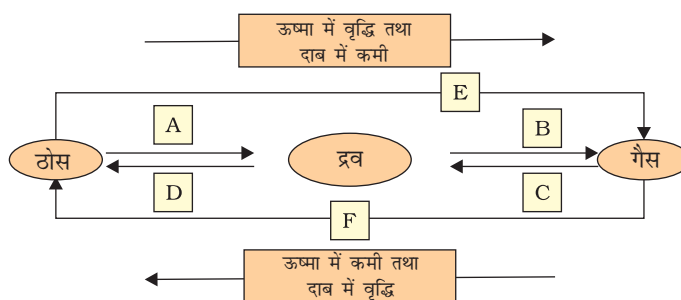 ऊष्मा में वृद्धि तथा
दाब में कमी
E
A
B
ठोस
द्रव
गैस
D
C
F
ऊष्मा में कमी तथा
दाब में वृद्धि